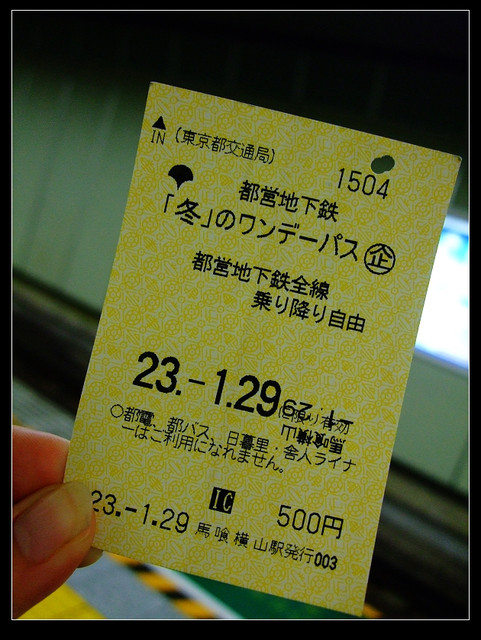 ▲
IN (東京都交通局)
1504
都営地下鉄
「冬」のワンデーパス ㊭
都営地下鉄全線
乗り降り自由
23.-1.29
○都電、都バス、日暮里・舎人ライナ
ーはご利用になれません。
IC 500円
23.-1.29 馬喰横山駅発行003